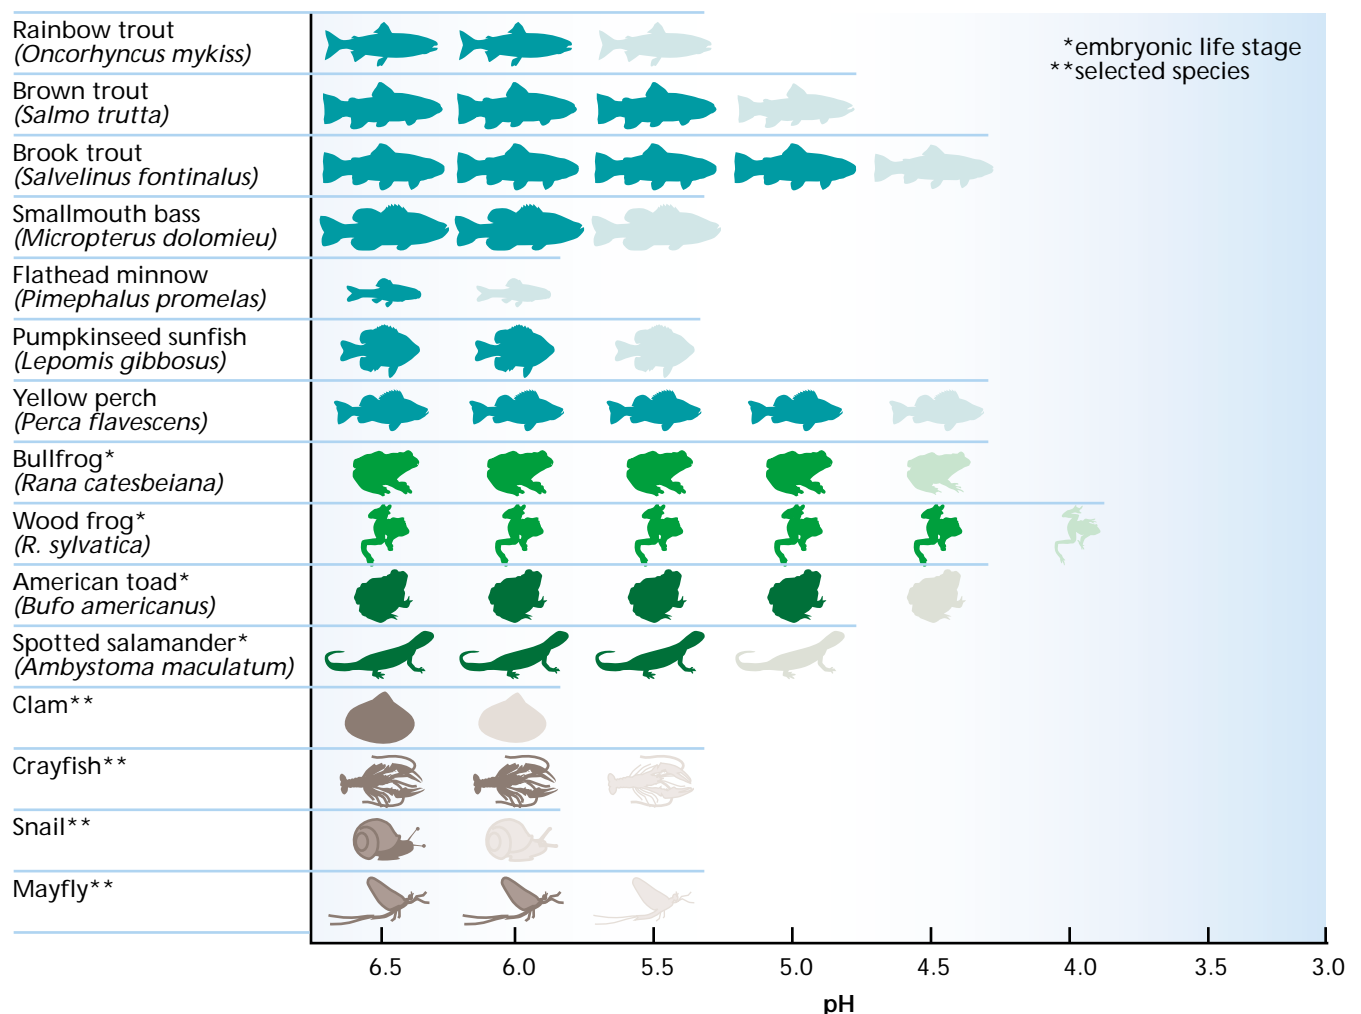 Rainbow trout
(Oncorhyncus mykiss)
*embryonic life stage
**selected species
Brown trout
(Salmo trutta)
Brook trout
(Salvelinus fontinalus)
Smallmouth bass
(Micropterus dolomieu)
Flathead minnow
(Pimephalus promelas)
Pumpkinseed sunfish
(Lepomis gibbosus)
Yellow perch
(Perca flavescens)
Bullfrog*
(Rana catesbeiana)
Wood frog*
(R. sylvatica)
American toad*
(Bufo americanus)
Spotted salamander*
(Ambystoma maculatum)
Clam**
Crayfish**
Snail**
Mayfly**
6.5 6.0 5.5 5.0 4.5 4.0 3.5 3.0
pH